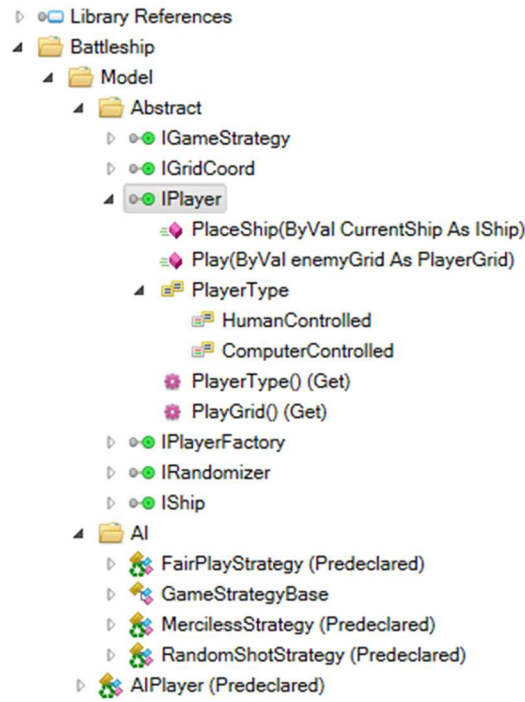 Library References
Battleship
Model
Abstract
IGameStrategy
IGridCoord
IPlayer
PlaceShip(ByVal CurrentShip As IShip)
Play(ByVal enemyGrid As PlayerGrid)
PlayerType
HumanControlled
ComputerControlled
PlayerType() (Get)
PlayGrid() (Get)
IPlayerFactory
IRandomizer
IShip
AI
FairPlayStrategy (Predeclared)
GameStrategyBase
MercilessStrategy (Predeclared)
RandomShotStrategy (Predeclared)
AIPlayer (Predeclared)